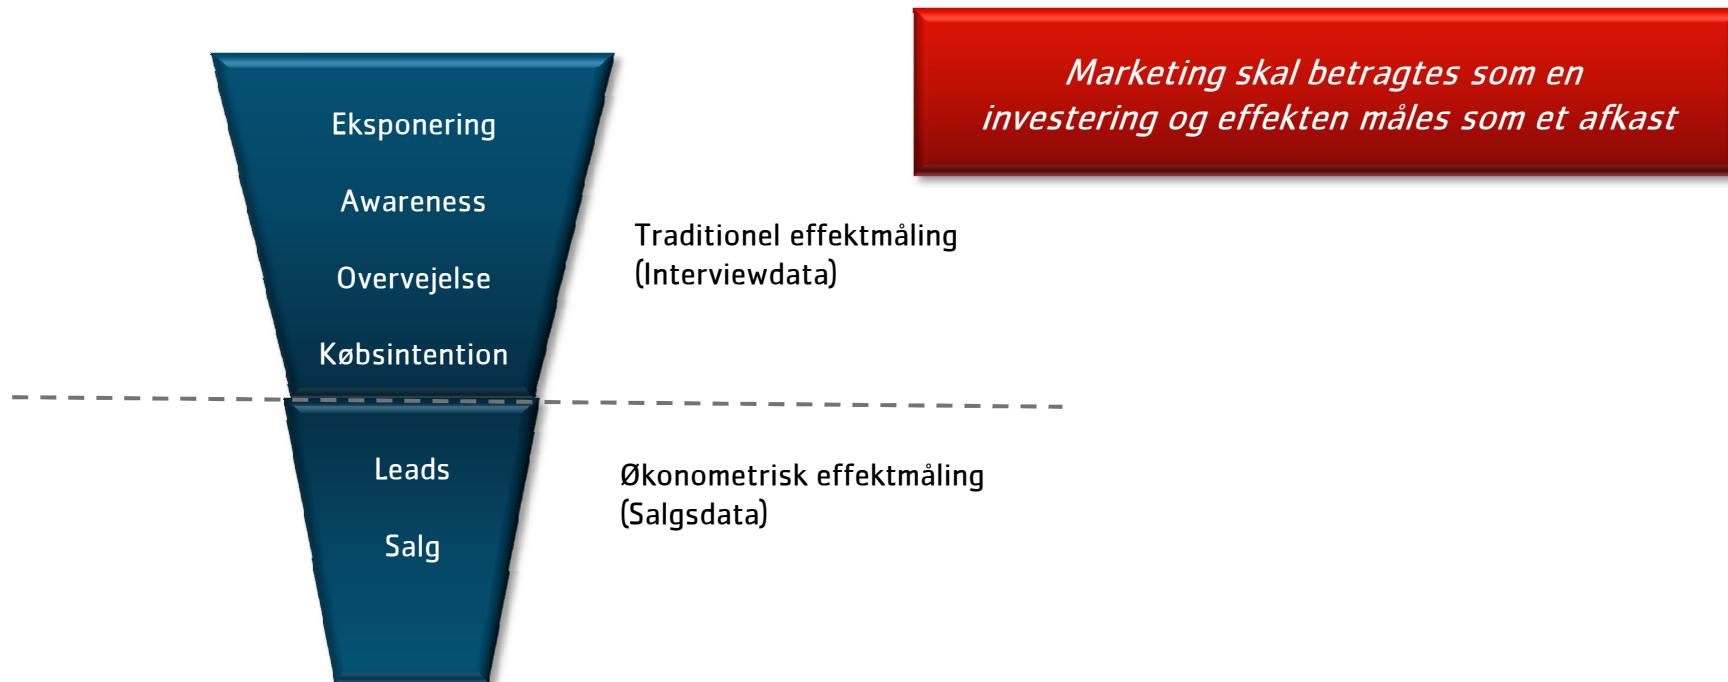 Marketing skal betragtes som en
investering og effekten måles som et afkast
Eksponering
Awareness
Overvejelse
Købsintention
Traditionel effektmåling
(Interviewdata)
Leads
Salg
Økonometrisk effektmåling
(Salgsdata)